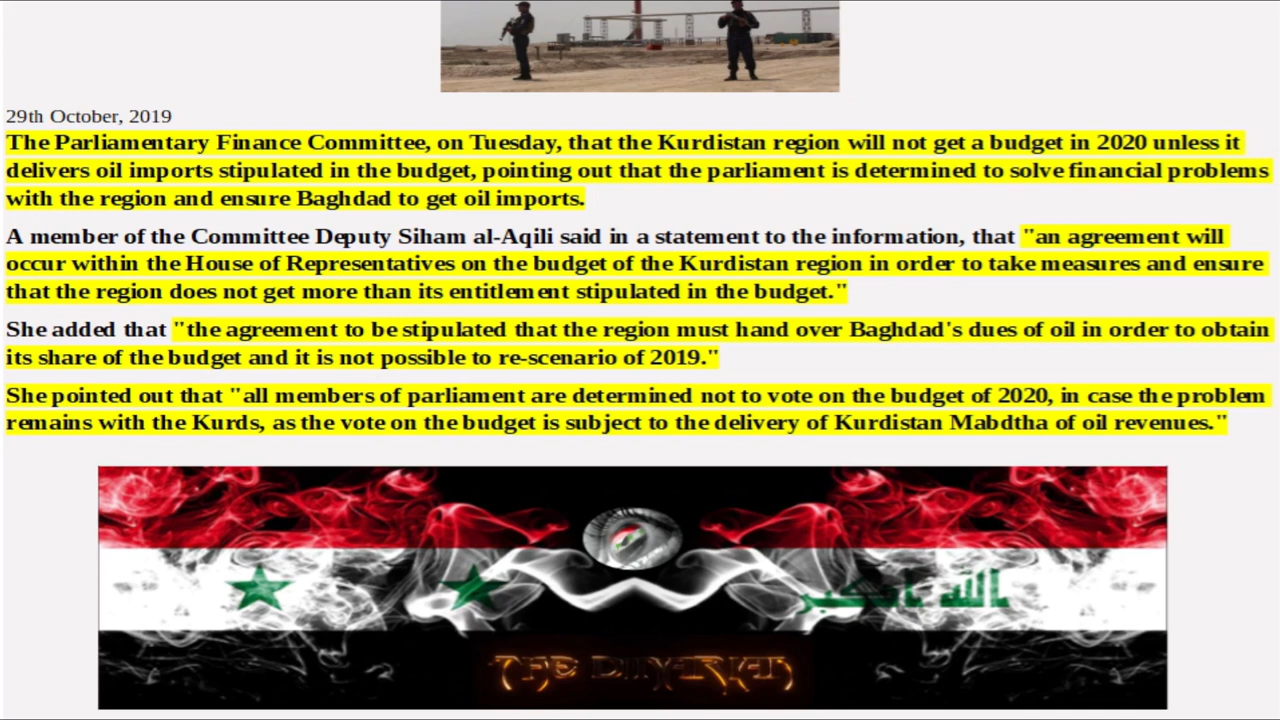 29th October, 2019
The Parliamentary Finance Committee, on Tuesday, that the Kurdistan region will not get a budget in 2020 unless it
delivers oil imports stipulated in the budget, pointing out that the parliament is determined to solve financial problems
with the region and ensure Baghdad to get oil imports.
A member of the Committee Deputy Siham al-Aqili said in a statement to the information, that "an agreement will
occur within the House of Representatives on the budget of the Kurdistan region in order to take measures and ensure
that the region does not get more than its entitlement stipulated in the budget."
She added that "the agreement to be stipulated that the region must hand over Baghdad's dues of oil in order to obtain
its share of the budget and it is not possible to re-scenario of 2019."
She pointed out that "all members of parliament are determined not to vote on the budget of 2020, in case the problem
remains with the Kurds, as the vote on the budget is subject to the delivery of Kurdistan Mabdtha of oil revenues."
الله اكبر
THE DINARIAN